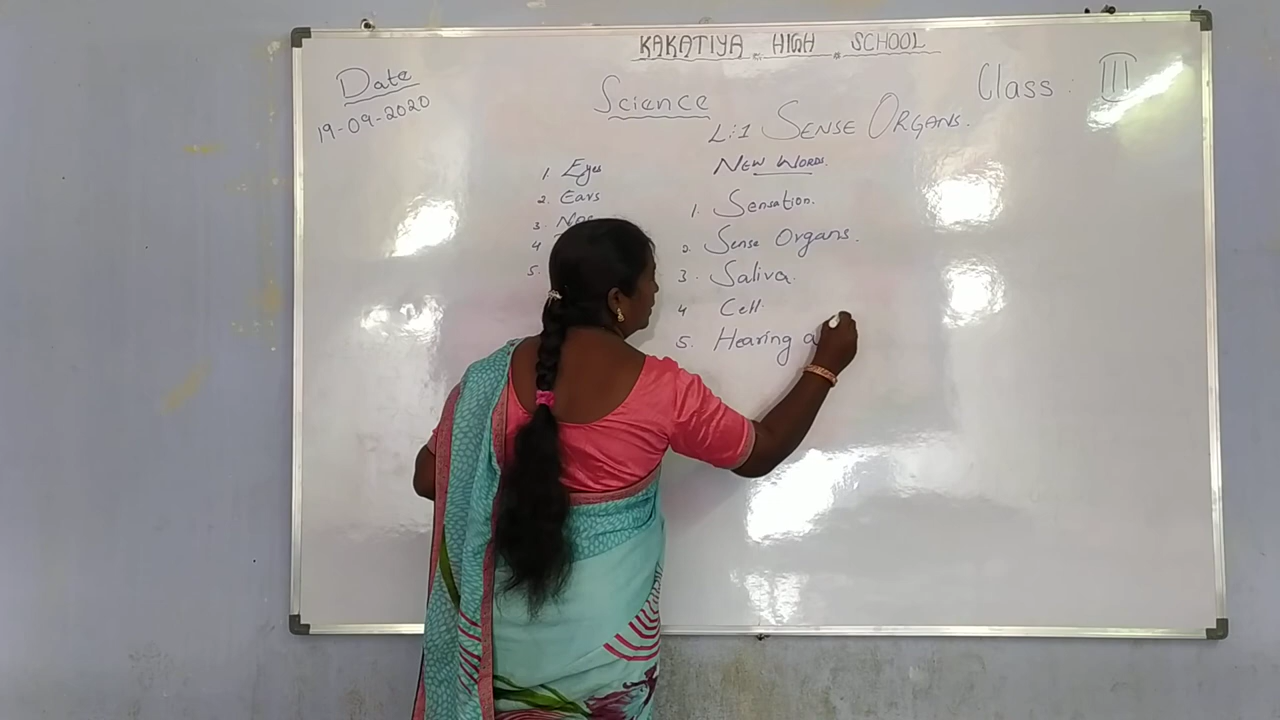 KAKATIYA HIGH SCHOOL
Date
19-09-2020
Science
Class : III
L:1 SENSE ORGANS.
1. Eyes
2. Ears
3.
4
5.
NEW WORDS.
1. Sensation.
2. Sense Organs.
3. Saliva.
4 Cell.
5. Hearing